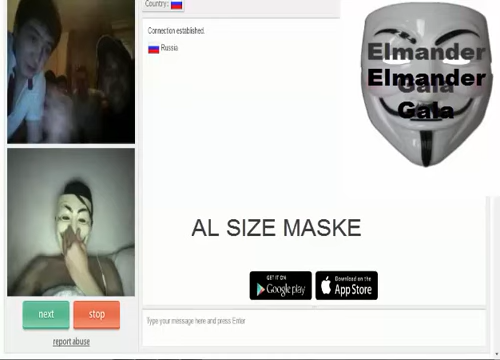 Country:
Connection established.
Russia
Elmander
Elmander
Gala
Gala
AL SIZE MASKE
GET IT ON
Google play
Download on the
App Store
next
stop
report abuse
Type your message here and press Enter